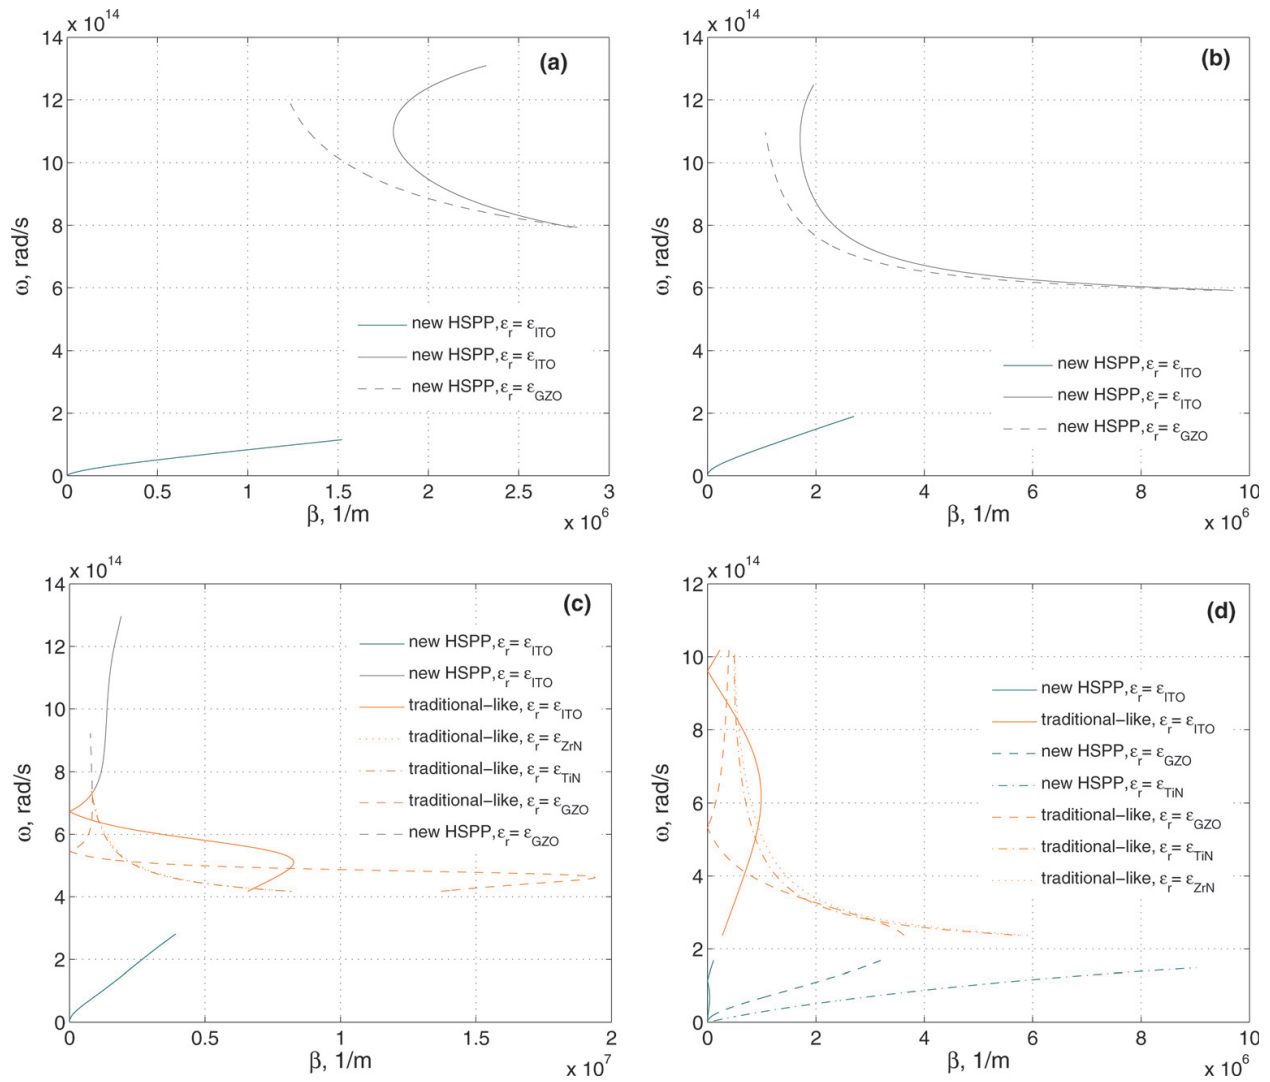 x 10^14
14
12
10
8
6
4
2
0
ω, rad/s
(a)
new HSPP,ε_r= ε_ITO
new HSPP,ε_r= ε_ITO
new HSPP,ε_r= ε_GZO
0 0.5 1 1.5 2 2.5 3
β, 1/m
x 10^6
x 10^14
14
12
10
8
6
4
2
0
ω, rad/s
(b)
new HSPP,ε_r= ε_ITO
new HSPP,ε_r= ε_ITO
new HSPP,ε_r= ε_GZO
0 2 4 6 8 10
β, 1/m
x 10^6
x 10^14
14
12
10
8
6
4
2
0
ω, rad/s
(c)
new HSPP,ε_r= ε_ITO
new HSPP,ε_r= ε_ITO
traditional−like, ε_r= ε_ITO
traditional−like, ε_r= ε_ZrN
traditional−like, ε_r= ε_TiN
traditional−like, ε_r= ε_GZO
new HSPP,ε_r= ε_GZO
0 0.5 1 1.5 2
β, 1/m
x 10^7
x 10^14
12
10
8
6
4
2
0
ω, rad/s
(d)
new HSPP,ε_r= ε_ITO
traditional−like, ε_r= ε_ITO
new HSPP,ε_r= ε_GZO
new HSPP,ε_r= ε_TiN
traditional−like, ε_r= ε_GZO
traditional−like, ε_r= ε_TiN
traditional−like, ε_r= ε_ZrN
0 2 4 6 8 10
β, 1/m
x 10^6